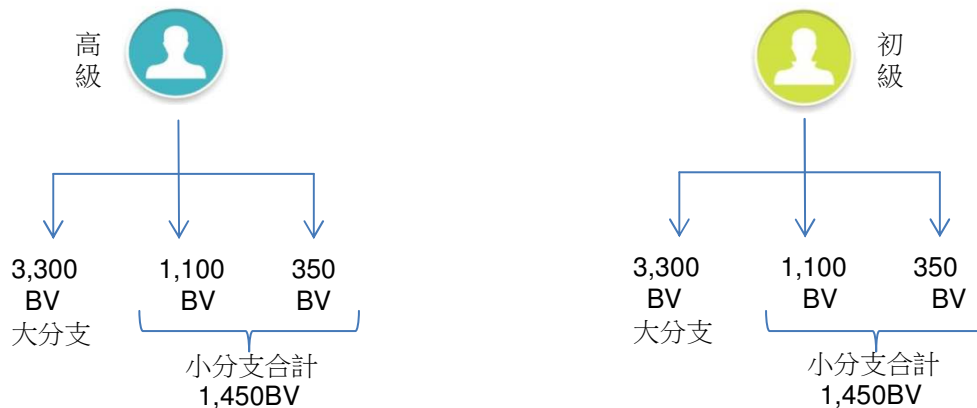 高級
3,300 BV 大分支
1,100 BV
350 BV
小分支合計
1,450BV
初級
3,300 BV 大分支
1,100 BV
350 BV
小分支合計
1,450BV